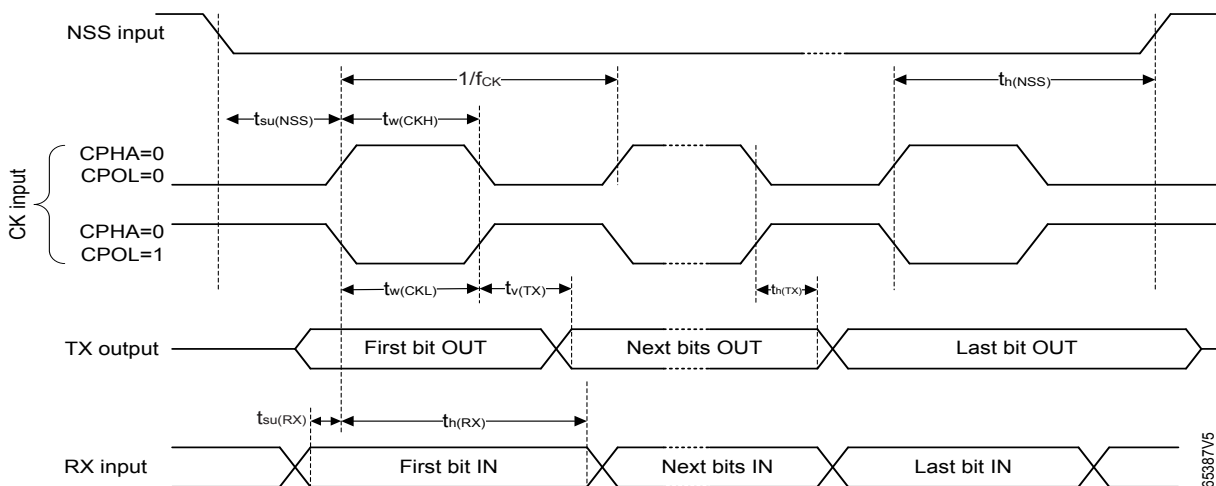 NSS input
1/fCK
th(NSS)
tsu(NSS)
tw(CKH)
CK input
CPHA=0
CPOL=0
CPHA=0
CPOL=1
tw(CKL)
tv(TX)
th(TX)
TX output
First bit OUT
Next bits OUT
Last bit OUT
tsu(RX)
th(RX)
RX input
First bit IN
Next bits IN
Last bit IN
65387V5